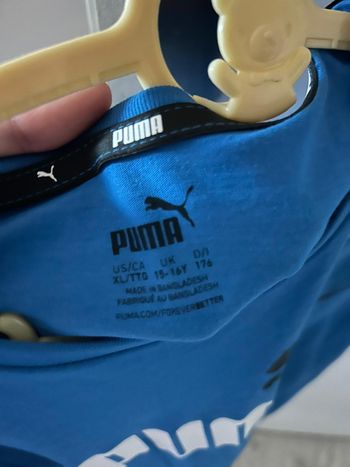 PUMA
PUMA
US/CA UK D/I
XL/TTG 15-16Y 176
MADE IN BANGLADESH
FABRIQUÉ AU BANGLADESH
PUMA.COM/FOREVERBETTER
PUMA